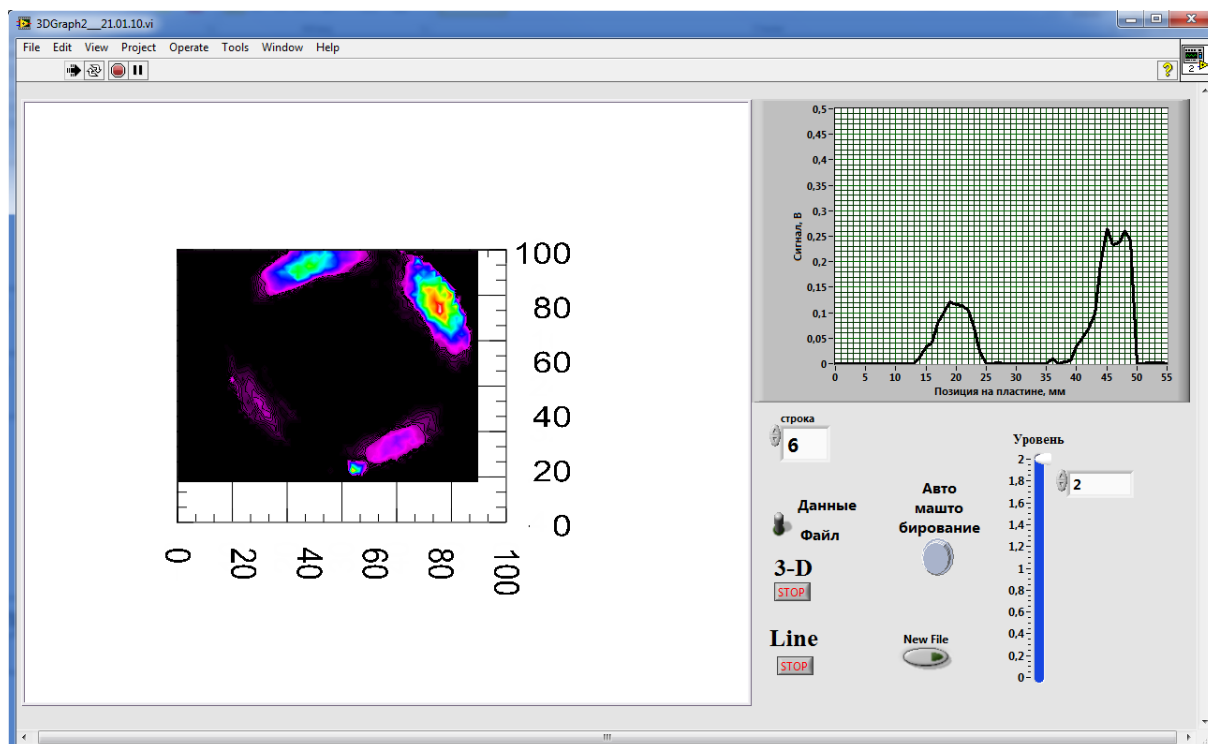 3DGraph2__21.01.10.vi
File Edit View Project Operate Tools Window Help
2
100
80
60
40
20
0
0 20 40 60 80 100
0,5
0,45
0,4
0,35
0,3
0,25
0,2
0,15
0,1
0,05
0
Сигнал, В
0 5 10 15 20 25 30 35 40 45 50 55
Позиция на пластине, мм
строка
6
Данные
Файл
3-D
STOP
Line
STOP
Авто
машто
бирование
New File
Уровень
2
1,8
1,6
1,4
1,2
1
0,8
0,6
0,4
0,2
0
2